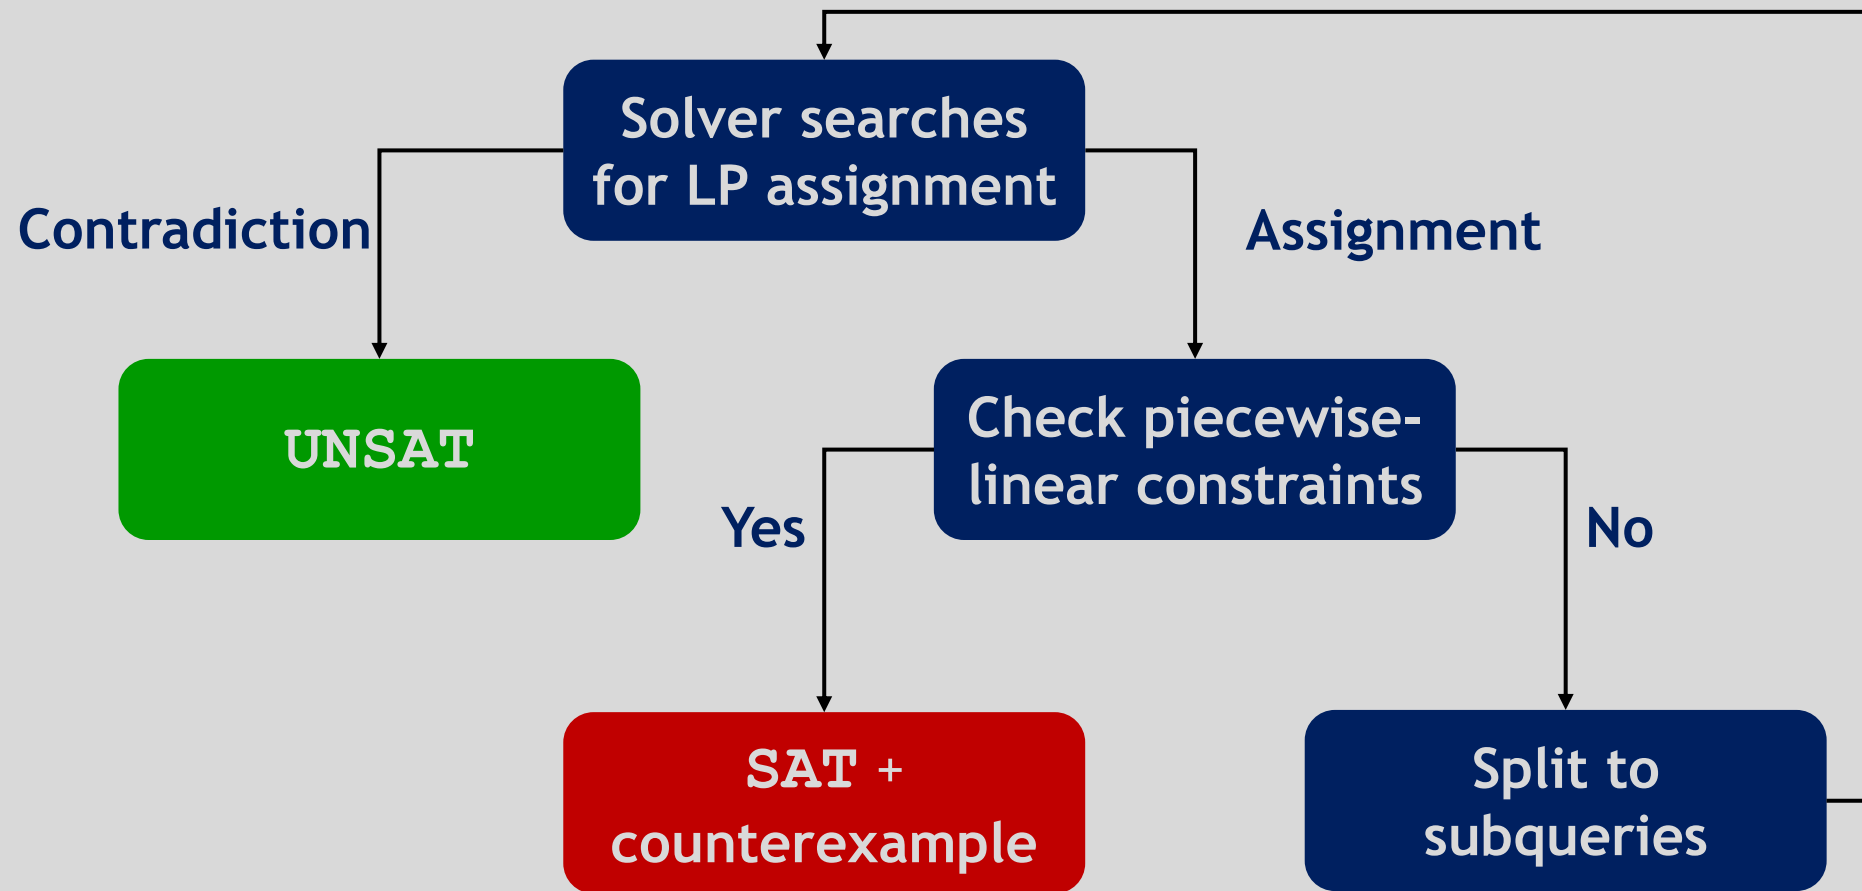 Solver searches
for LP assignment
Contradiction
Assignment
UNSAT
Check piecewise-
linear constraints
Yes
No
SAT +
counterexample
Split to
subqueries